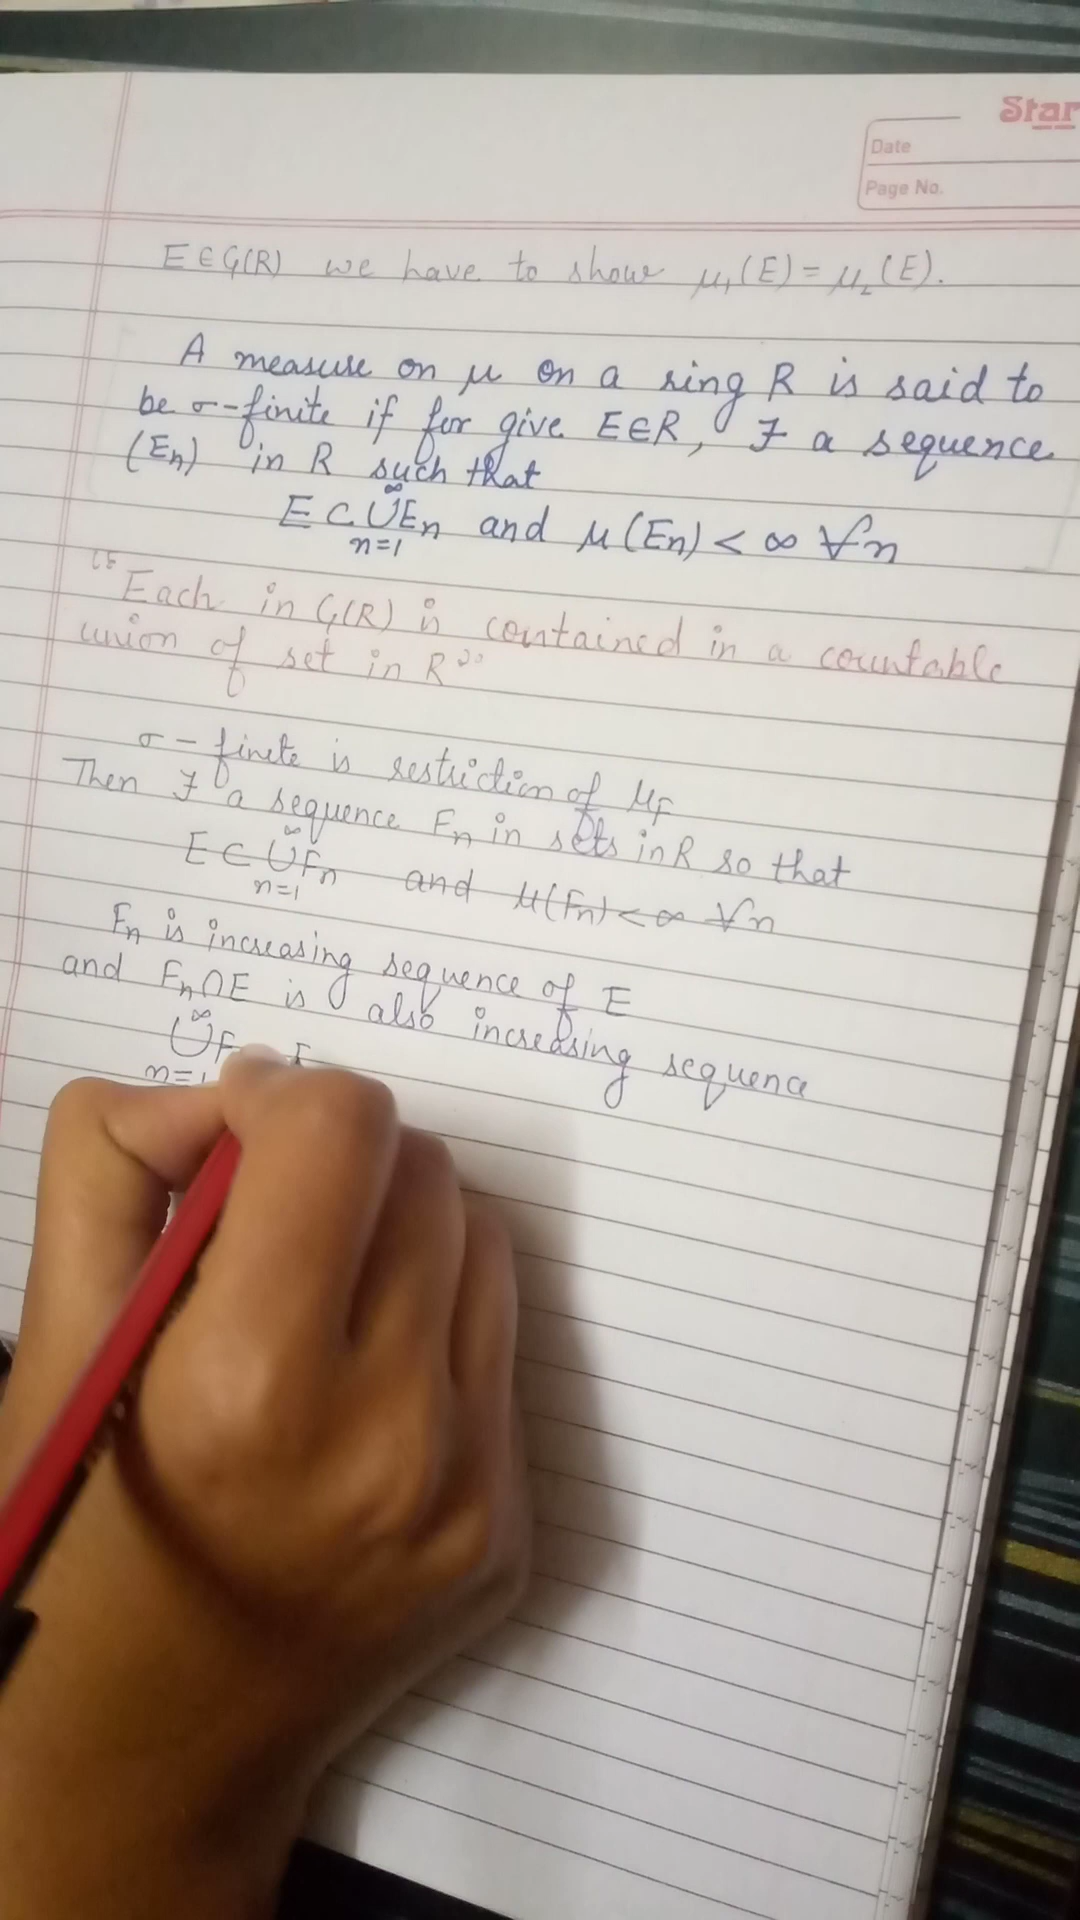 Star
Date
Page No.
E ∈ G(R) we have to show μ₁(E) = μ₂(E).
A measure on μ on a ring R is said to
be σ-finite if for give E∈R, ∃ a sequence
(En) in R such that
∞
E ⊂ ∪ En and μ(En) < ∞ ∀n
n=1
"Each in G(R) is contained in a countable
union of set in R"
σ-finite is restriction of μF
Then ∃ a sequence Fn in sets in R so that
∞
E ⊂ ∪ Fn and μ(Fn) < ∞ ∀n
n=1
Fn is increasing sequence of E
and Fn∩E is also increasing sequence
∞
∪ F
n=1